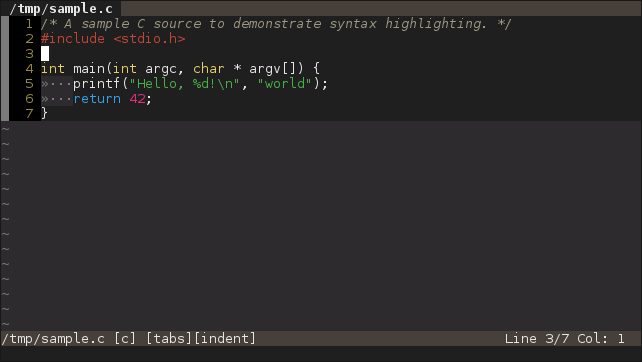 /tmp/sample.c
1 /* A sample C source to demonstrate syntax highlighting. */
2 #include <stdio.h>
3
4 int main(int argc, char * argv[]) {
5 »···printf("Hello, %d!\n", "world");
6 »···return 42;
7 }
~
~
~
~
~
~
~
~
~
~
~
~
~
~
/tmp/sample.c [c] [tabs][indent] Line 3/7 Col: 1